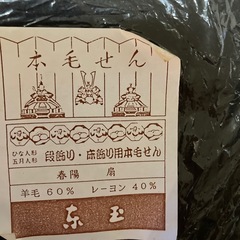 本毛せん
ひな人形
五月人形
段飾り・床飾り用本毛せん
春陽 扇
羊毛 60% レーヨン 40%
東玉